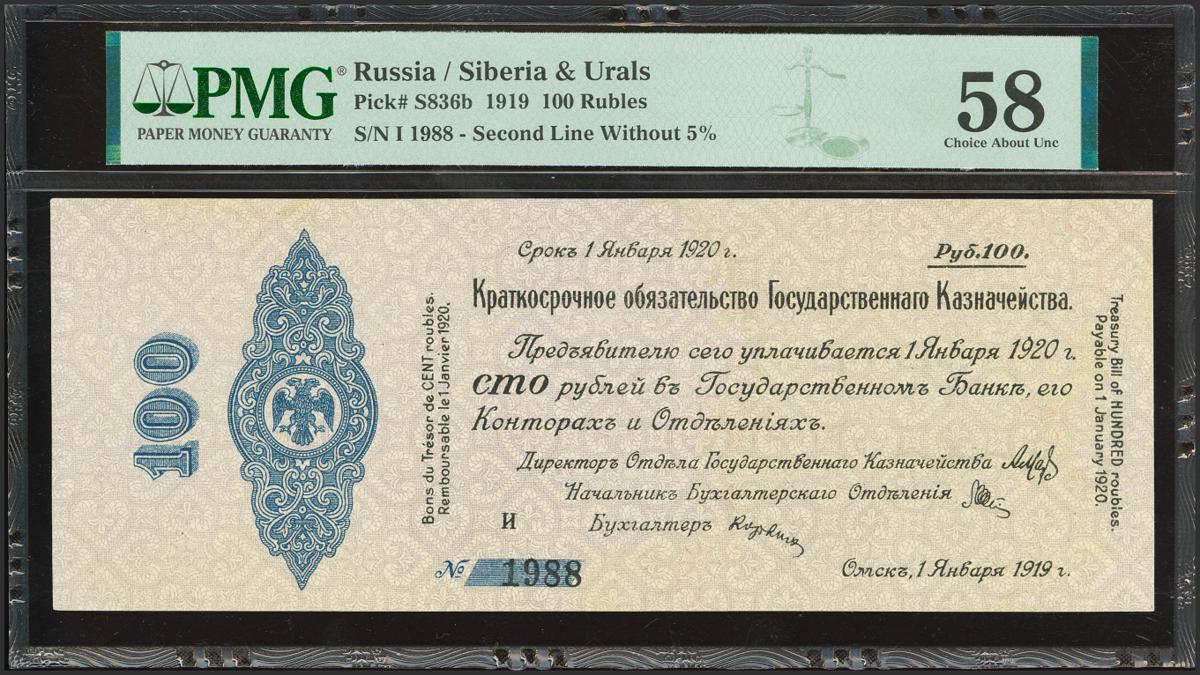 PMG®
PAPER MONEY GUARANTY
Russia / Siberia & Urals
Pick# S836b 1919 100 Rubles
S/N I 1988 - Second Line Without 5%
58
Choice About Unc
100
Bons du Trésor de CENT roubles.
Remboursable le 1 Janvier 1920.
Срокъ 1 Января 1920 г.
Руб.100.
Краткосрочное обязательство Государственнаго Казначейства.
Предъявителю сего уплачивается 1 Января 1920 г.
сто рублей въ Государственномъ Банкѣ, его
Конторахъ и Отдѣленіяхъ.
Директоръ Отдѣла Государственнаго Казначейства
Начальникъ Бухгалтерскаго Отдѣленія
И Бухгалтеръ
№ 1988
Омскъ, 1 Января 1919 г.
Treasury Bill of HUNDRED roubles.
Payable on 1 January 1920.